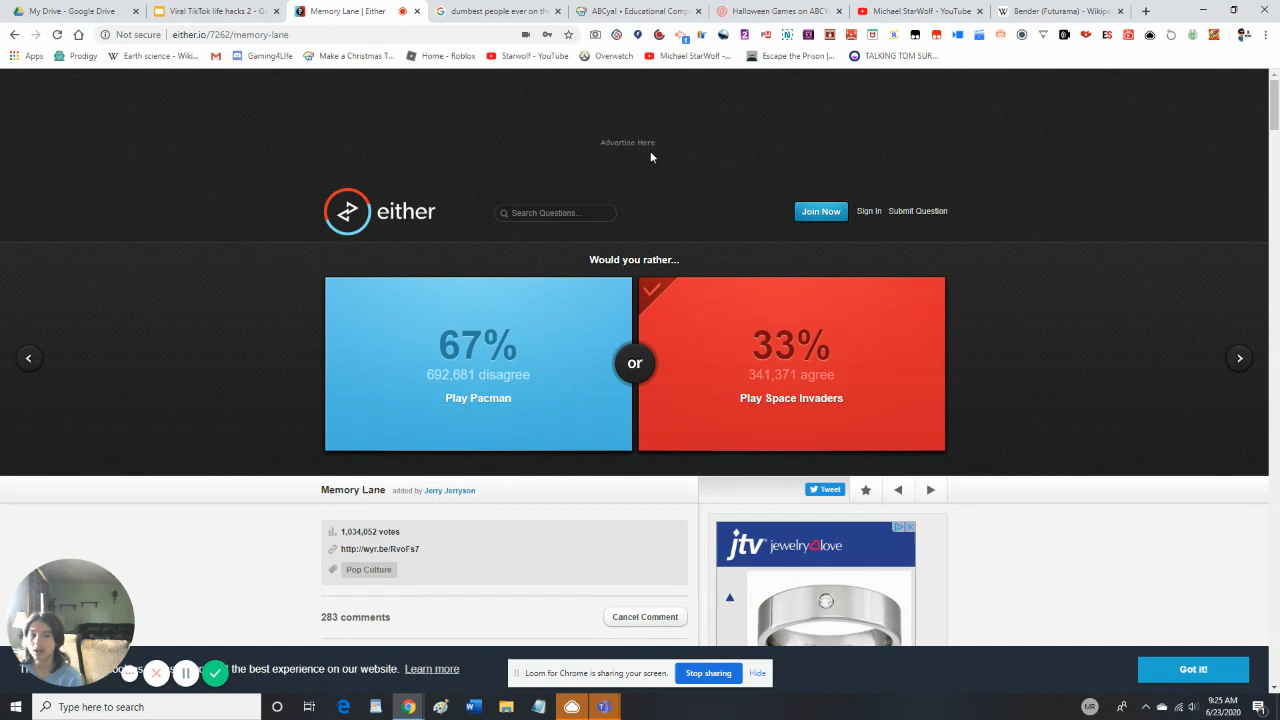 My Drive - Google Drive
Viral TikTok life hacks 2 - G
Memory Lane | Either
dumbest people ever on th
ABCya! • Educational Comp
Halloween Games on ABCY
Michael StarWolf - YouTube
Bender (Futurama) - Wikipe
Not secure | either.io/7262/memory-lane
Apps
Prodigy
Earth science - Wiki...
Gaming4Life
Make a Christmas T...
Home - Roblox
Starwolf - YouTube
Overwatch
Michael StarWolf -...
Escape the Prison |...
TALKING TOM SUR...
Advertise Here
either
Search Questions...
Join Now
Sign In
Submit Question
Would you rather...
67%
692,681 disagree
Play Pacman
or
33%
341,371 agree
Play Space Invaders
Memory Lane added by Jerry Jerryson
Tweet
1,034,052 votes
http://wyr.be/RvoFs7
Pop Culture
283 comments
Cancel Comment
jtv jewelry love
the best experience on our website. Learn more
Loom for Chrome is sharing your screen.
Stop sharing
Hide
Got it!
Type here to search
MR
9:25 AM
6/23/2020